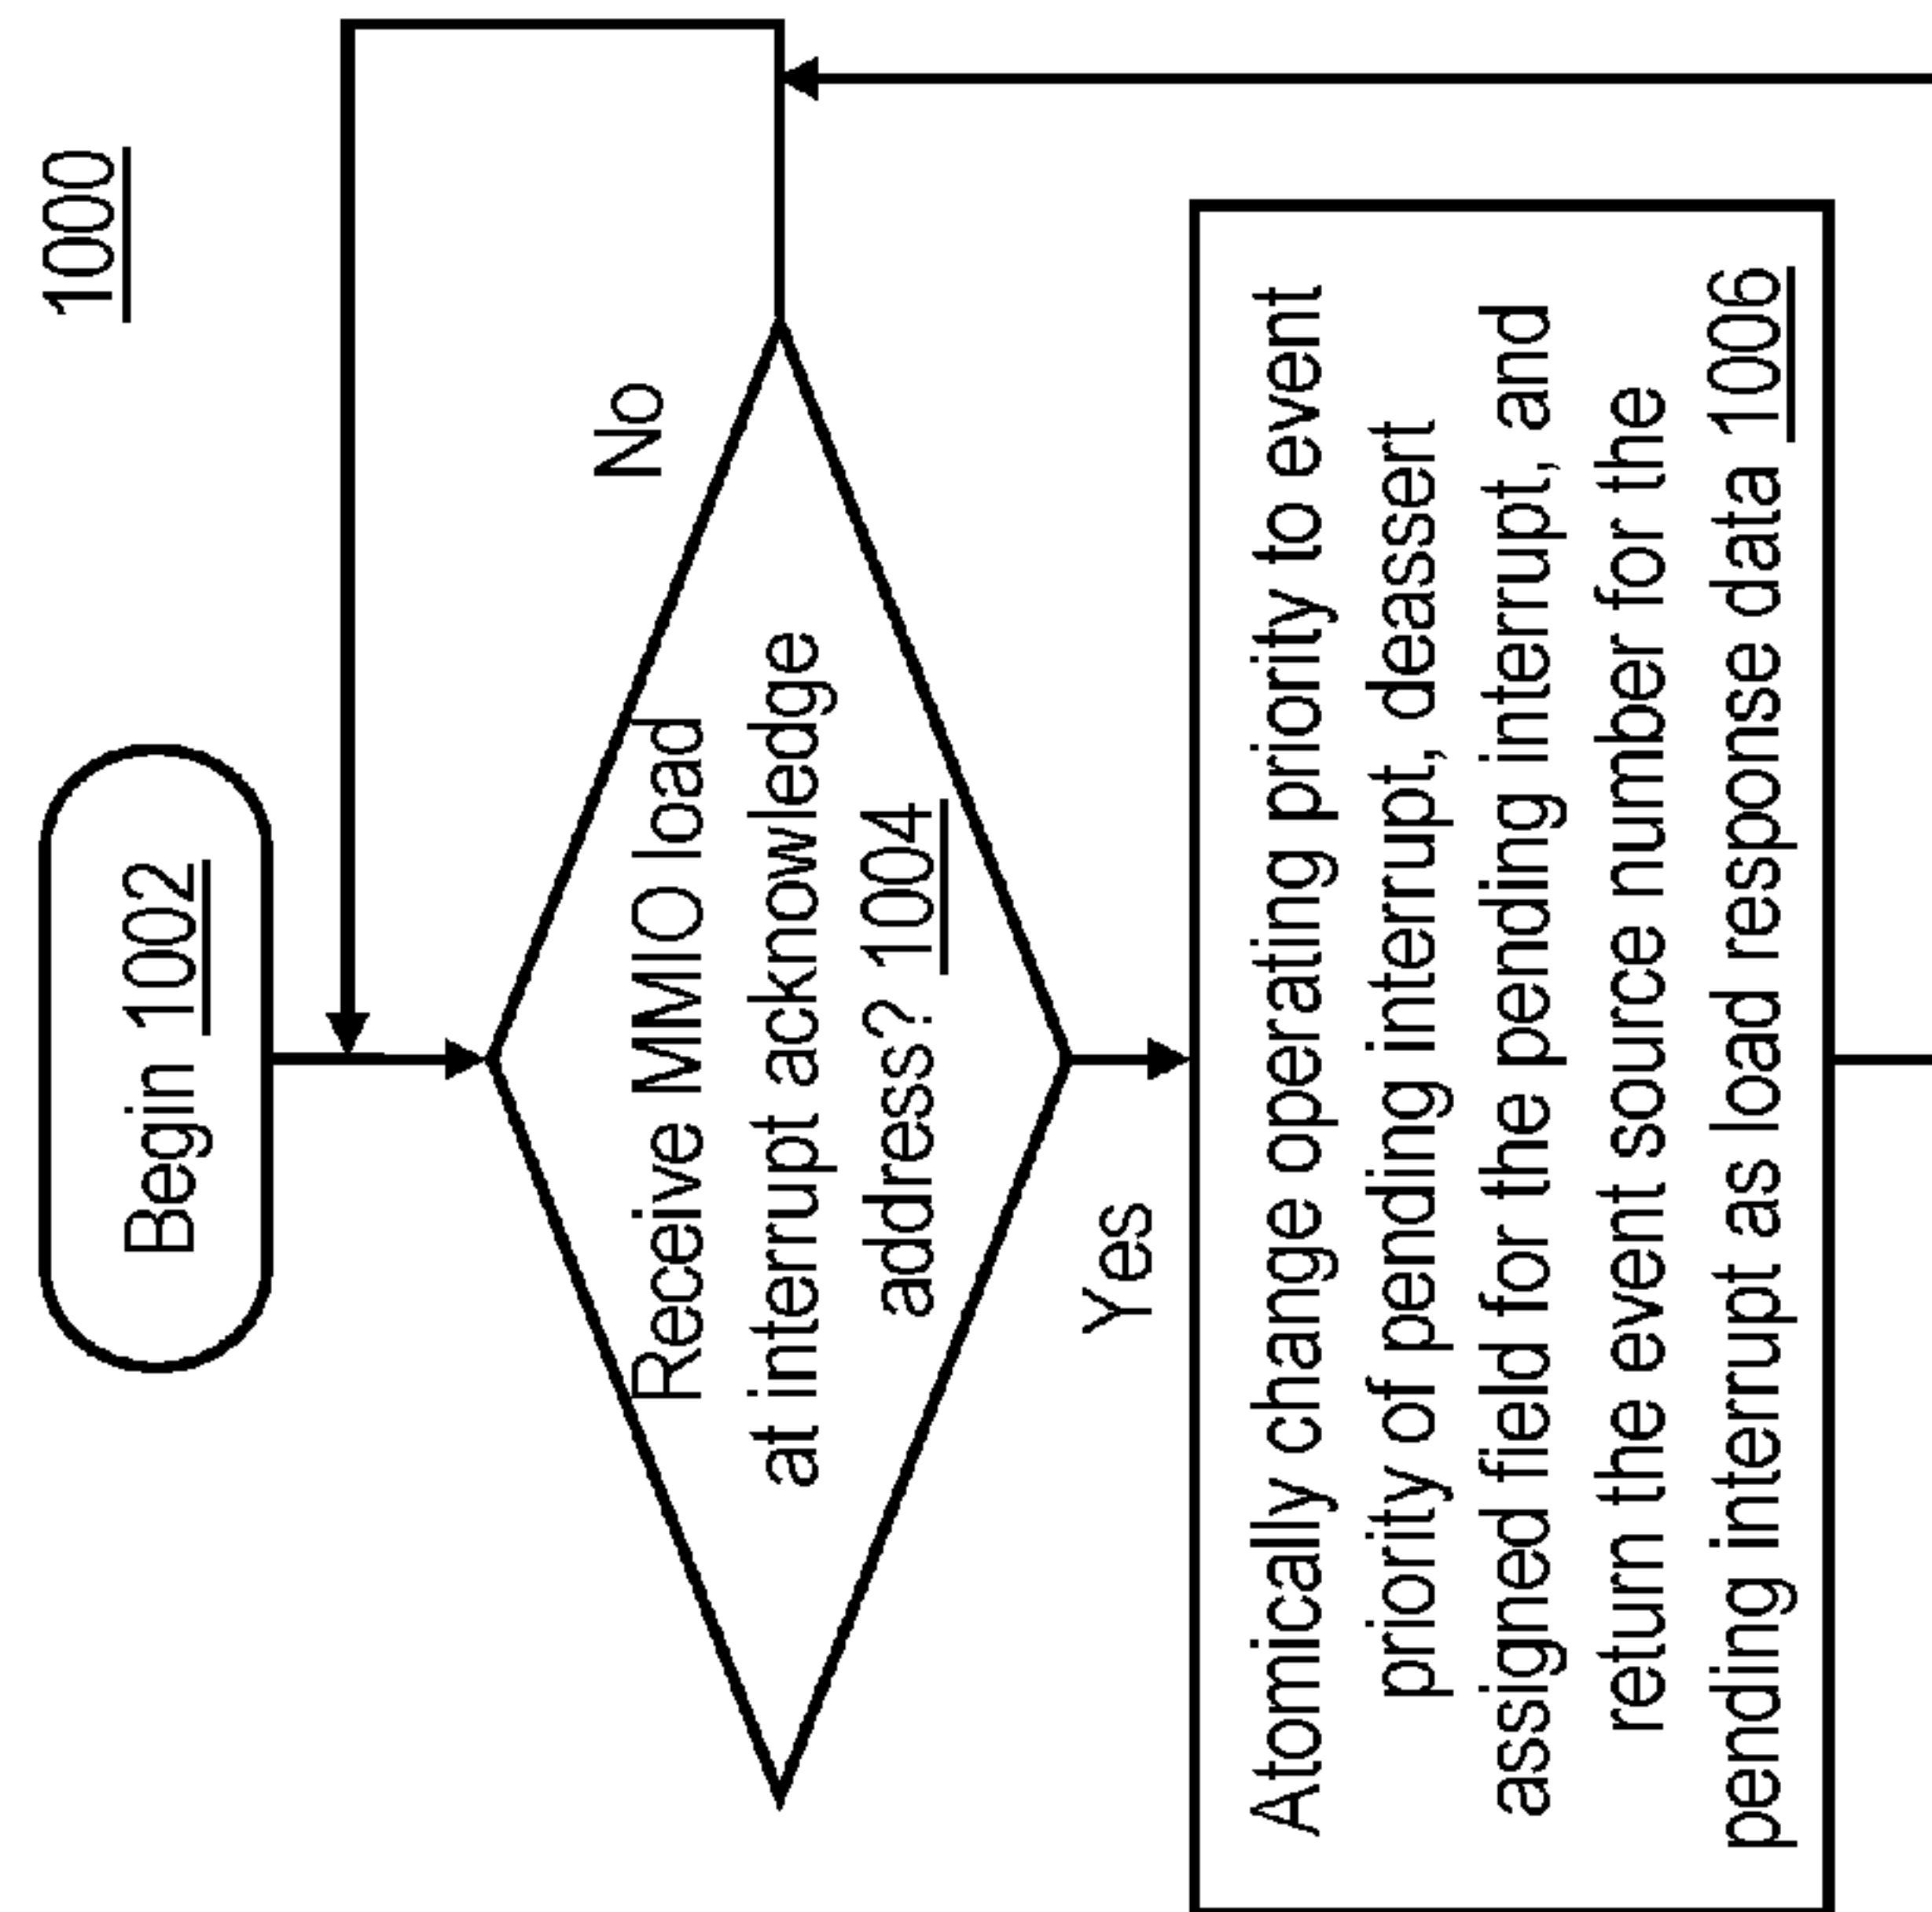 1000
Begin 1002
Receive MMIO load
at interrupt acknowledge
address? 1004
No
Yes
Atomically change operating priority to event
priority of pending interrupt, deassert
assigned field for the pending interrupt, and
return the event source number for the
pending interrupt as load response data 1006